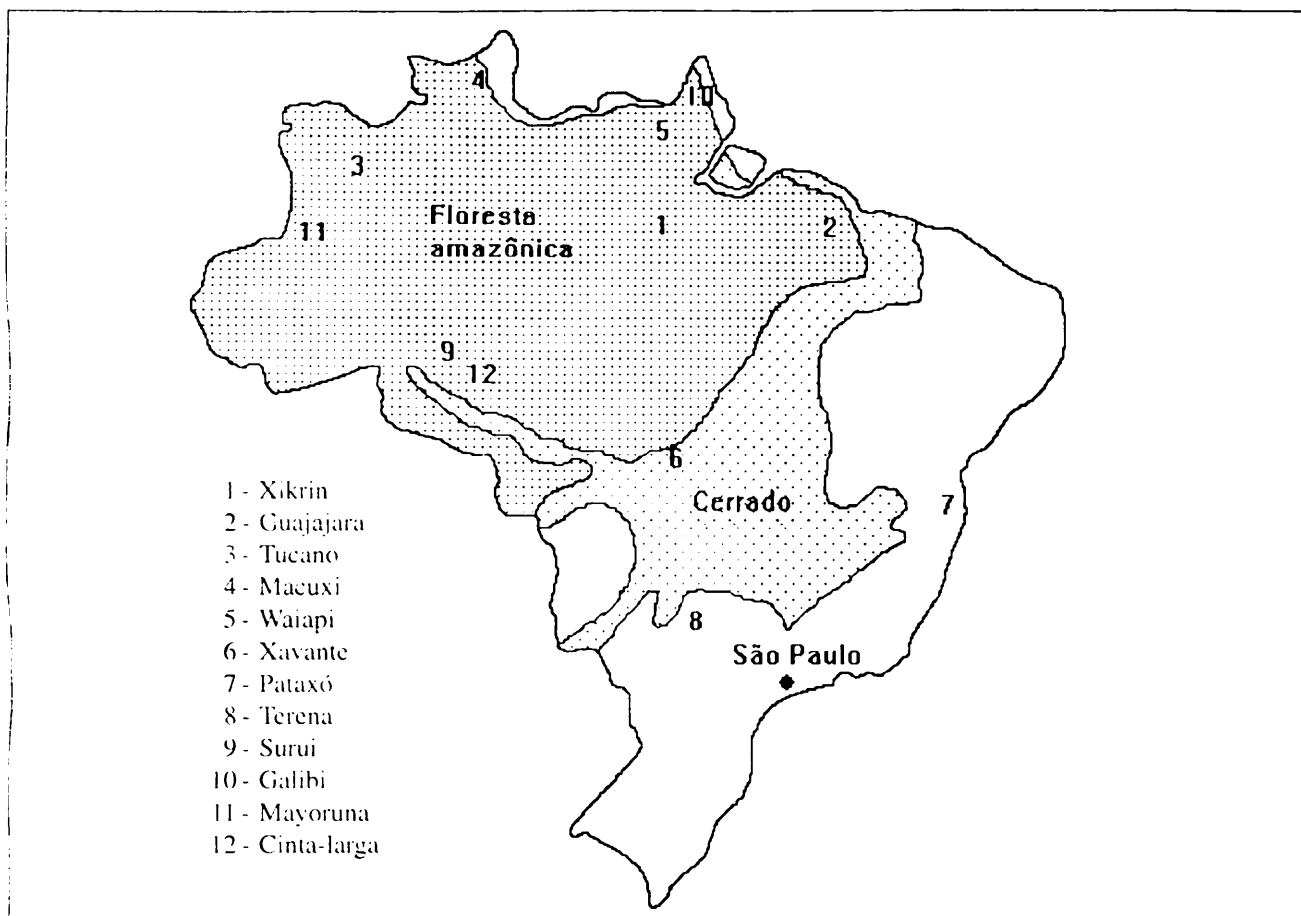 4
10
5
3
Floresta
amazônica
1
2
11
9
12
6
Cerrado
7
8
São Paulo
1 - Xikrin
2 - Guajajara
3 - Tucano
4 - Macuxi
5 - Waiapi
6 - Xavante
7 - Pataxó
8 - Terena
9 - Surui
10 - Galibi
11 - Mayoruna
12 - Cinta-larga